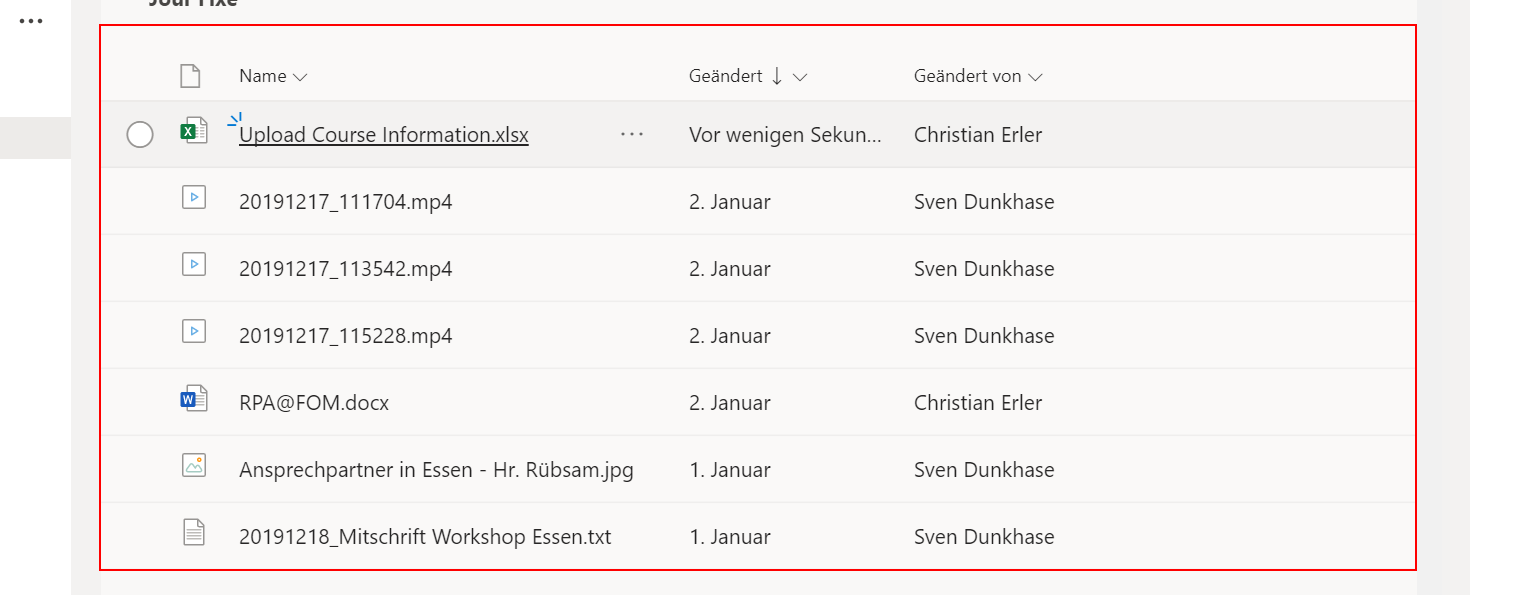 Jour Fixe
Name Geändert Geändert von
Upload Course Information.xlsx Vor wenigen Sekun... Christian Erler
20191217_111704.mp4 2. Januar Sven Dunkhase
20191217_113542.mp4 2. Januar Sven Dunkhase
20191217_115228.mp4 2. Januar Sven Dunkhase
RPA@FOM.docx 2. Januar Christian Erler
Ansprechpartner in Essen - Hr. Rübsam.jpg 1. Januar Sven Dunkhase
20191218_Mitschrift Workshop Essen.txt 1. Januar Sven Dunkhase